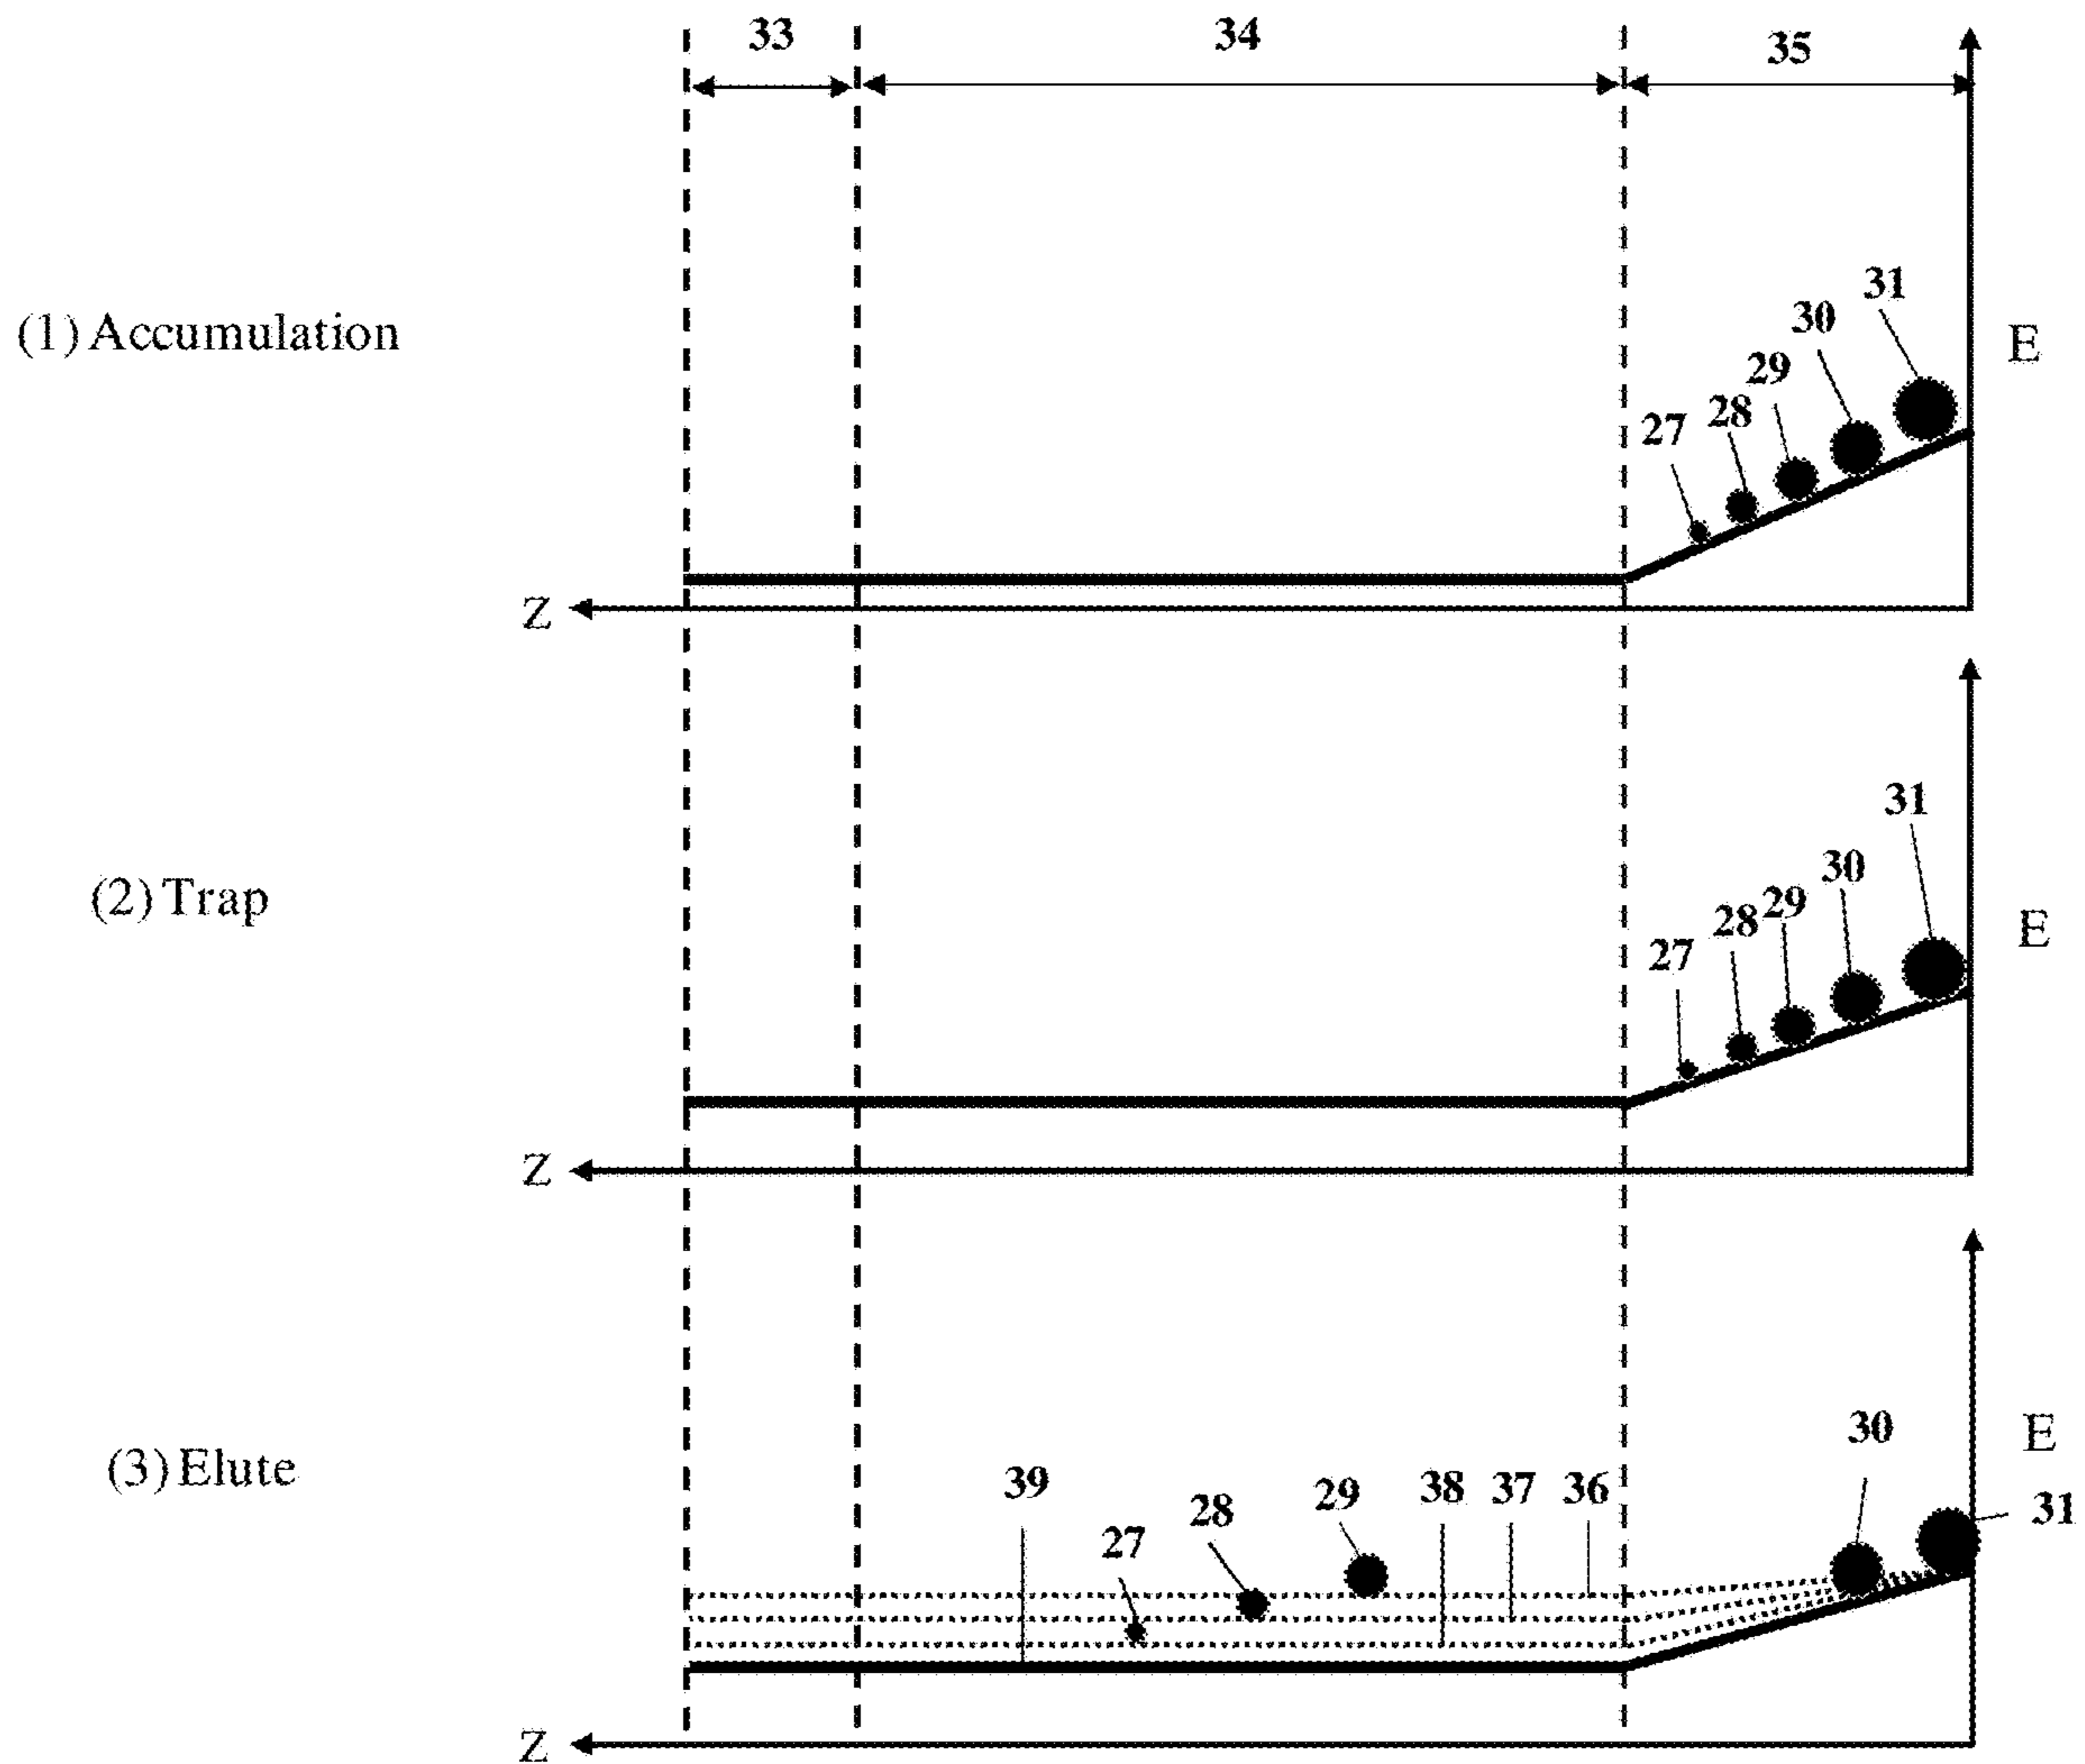 33 34 35
31
30 E
(1) Accumulation
29
28
27
Z
31
30
(2) Trap
29
28 E
27
Z
30
E
(3) Elute
39 28 29 38 37 36
31
27
Z